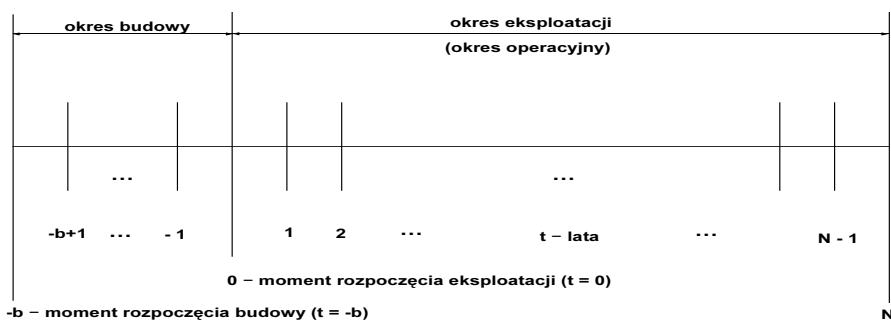 okres budowy
okres eksploatacji
(okres operacyjny)
... ...
-b+1 ... - 1 1 2 ... t – lata ... N - 1
0 – moment rozpoczęcia eksploatacji (t = 0)
-b – moment rozpoczęcia budowy (t = -b) N